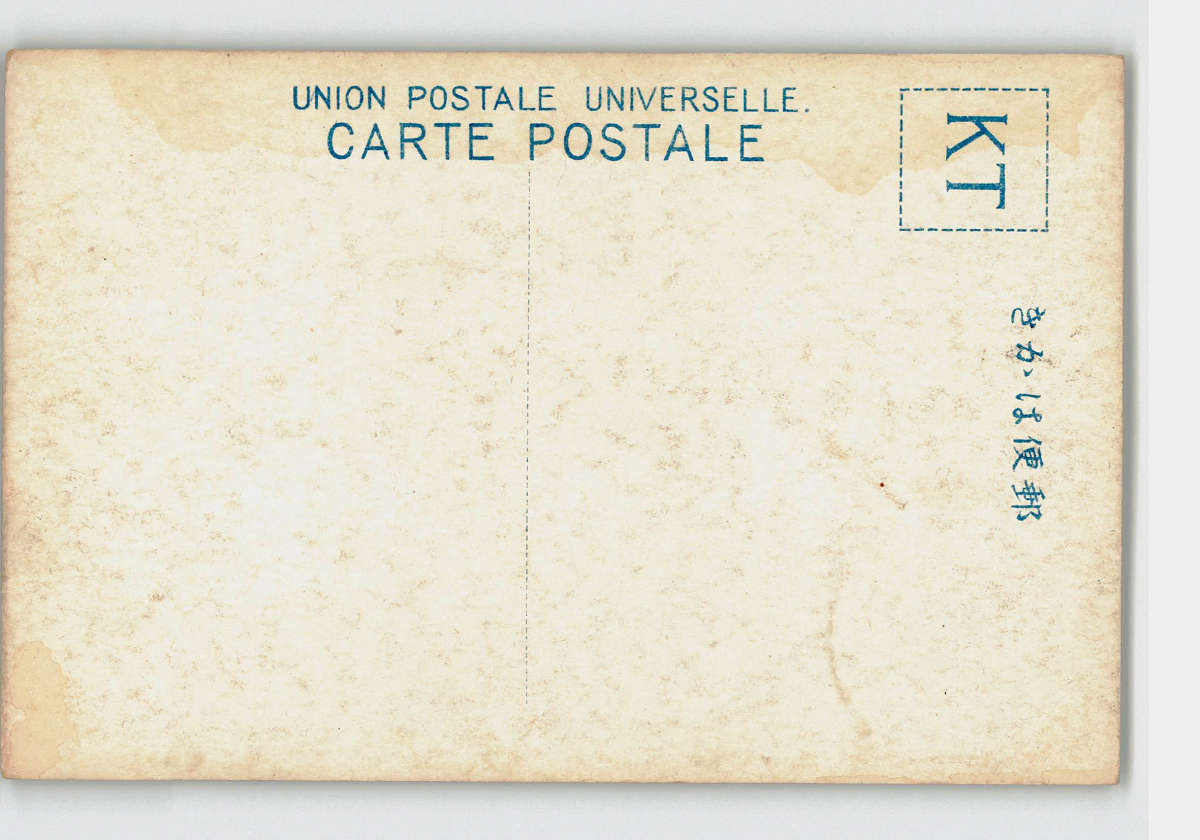 UNION POSTALE UNIVERSELLE.
CARTE POSTALE
KT
きかは便郵